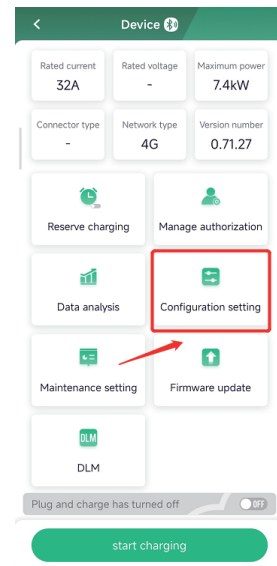 Device
Rated current
32A
Rated voltage
-
Maximum power
7.4kW
Connector type
-
Network type
4G
Version number
0.71.27
Reserve charging
Manage authorization
Data analysis
Configuration setting
Maintenance setting
Firmware update
DLM
DLM
Plug and charge has turned off
OFF
start charging